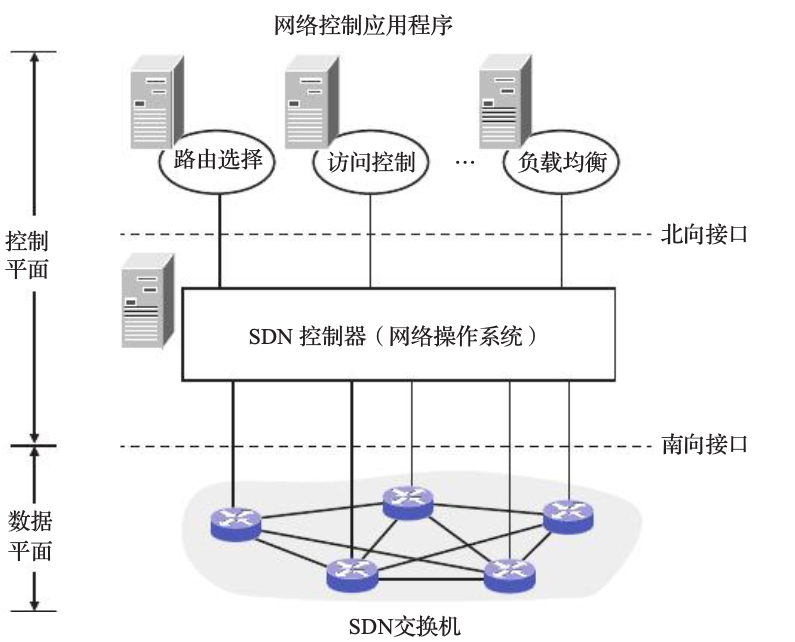 网络控制应用程序
路由选择
访问控制
…
负载均衡
北向接口
控制
平面
SDN 控制器（网络操作系统）
南向接口
数据
平面
SDN交换机